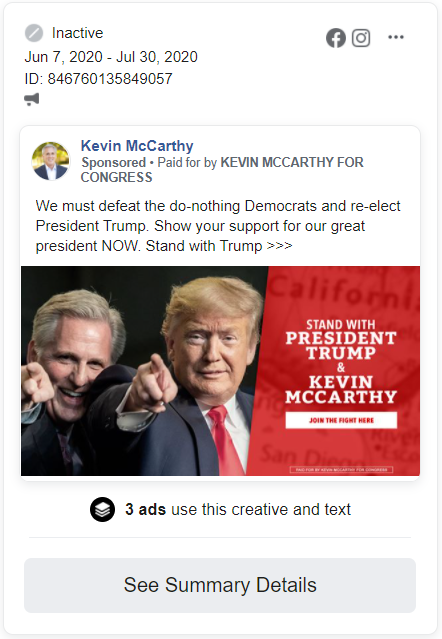 Inactive
Jun 7, 2020 - Jul 30, 2020
ID: 846760135849057
Kevin McCarthy
Sponsored • Paid for by KEVIN MCCARTHY FOR
CONGRESS
We must defeat the do-nothing Democrats and re-elect
President Trump. Show your support for our great
president NOW. Stand with Trump >>>
California
STAND WITH
PRESIDENT
TRUMP
&
KEVIN
MCCARTHY
JOIN THE FIGHT HERE
San Diego
PAID FOR BY KEVIN MCCARTHY FOR CONGRESS
3 ads use this creative and text
See Summary Details